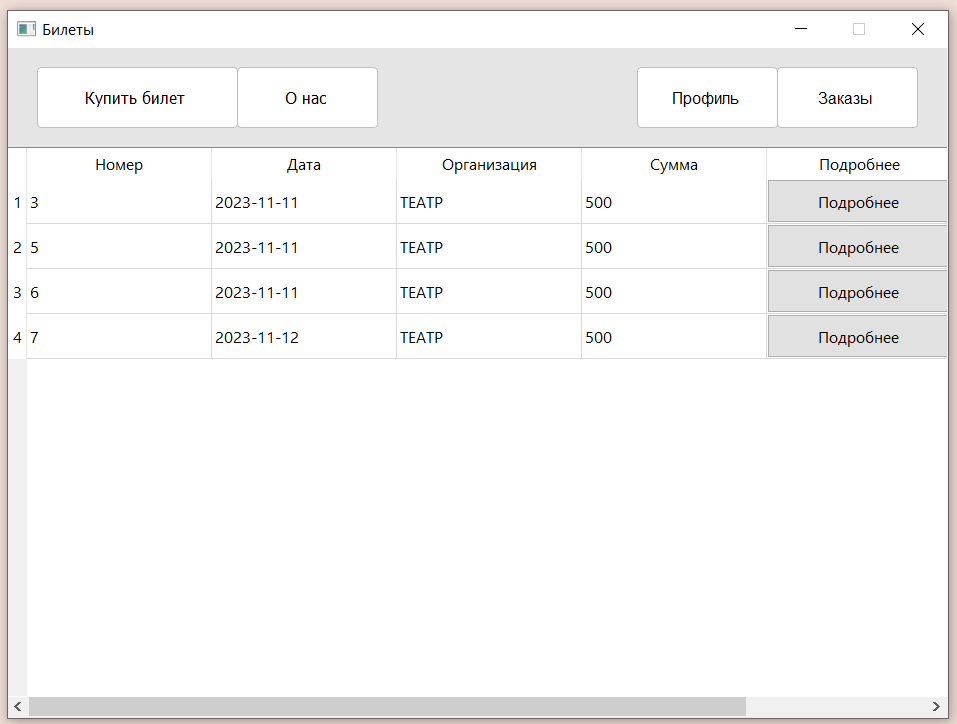 Билеты
Купить билет О нас Профиль Заказы
Номер Дата Организация Сумма Подробнее
1 3 2023-11-11 ТЕАТР 500 Подробнее
2 5 2023-11-11 ТЕАТР 500 Подробнее
3 6 2023-11-11 ТЕАТР 500 Подробнее
4 7 2023-11-12 ТЕАТР 500 Подробнее